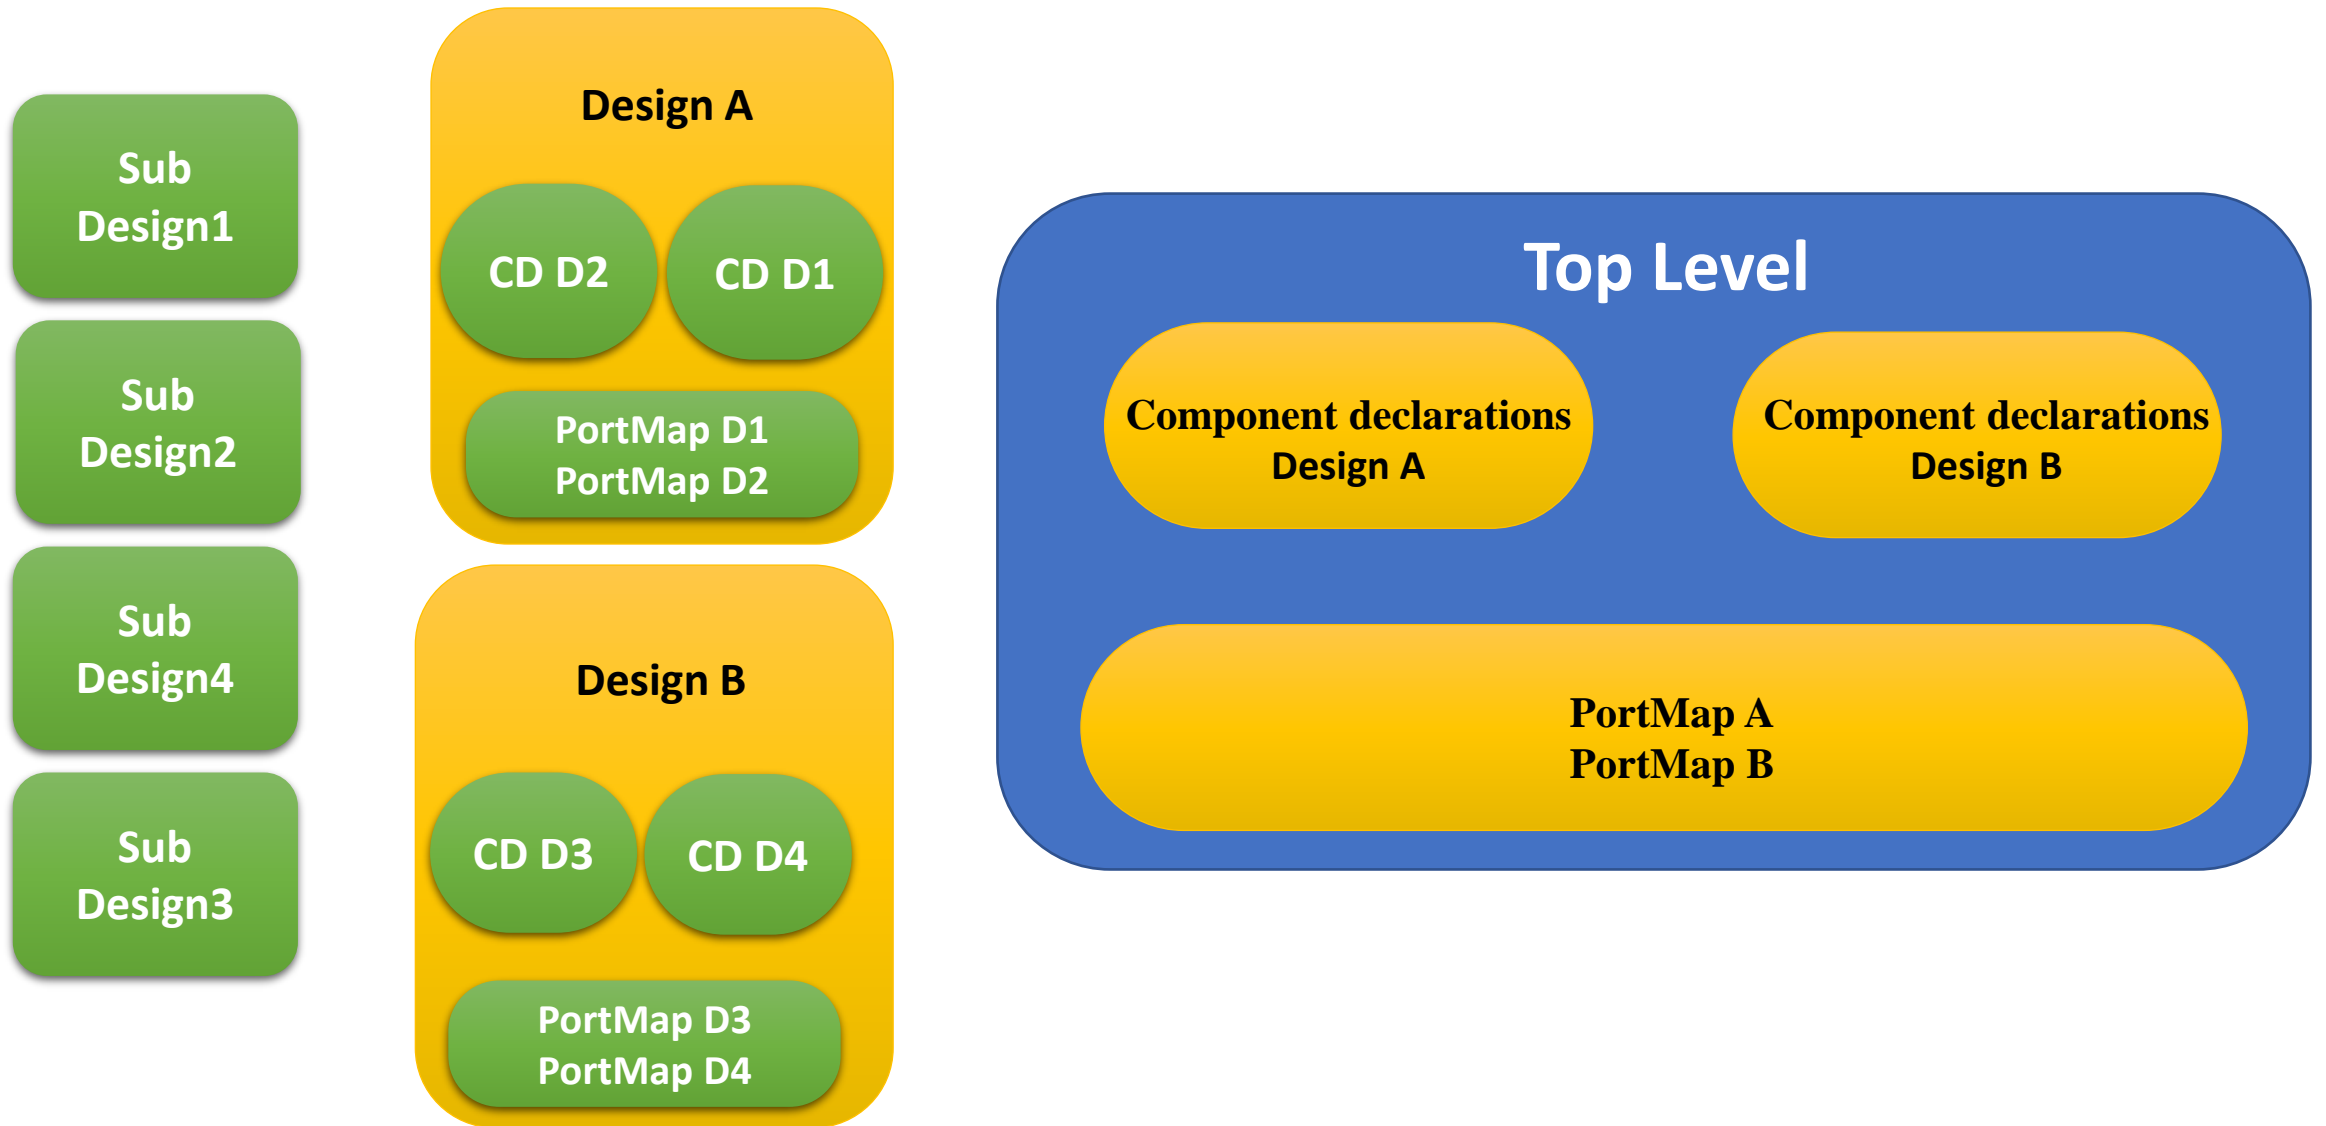 Sub
Design1
Sub
Design2
Sub
Design4
Sub
Design3
Design A
CD D2
CD D1
PortMap D1
PortMap D2
Design B
CD D3
CD D4
PortMap D3
PortMap D4
Top Level
Component declarations
Design A
Component declarations
Design B
PortMap A
PortMap B